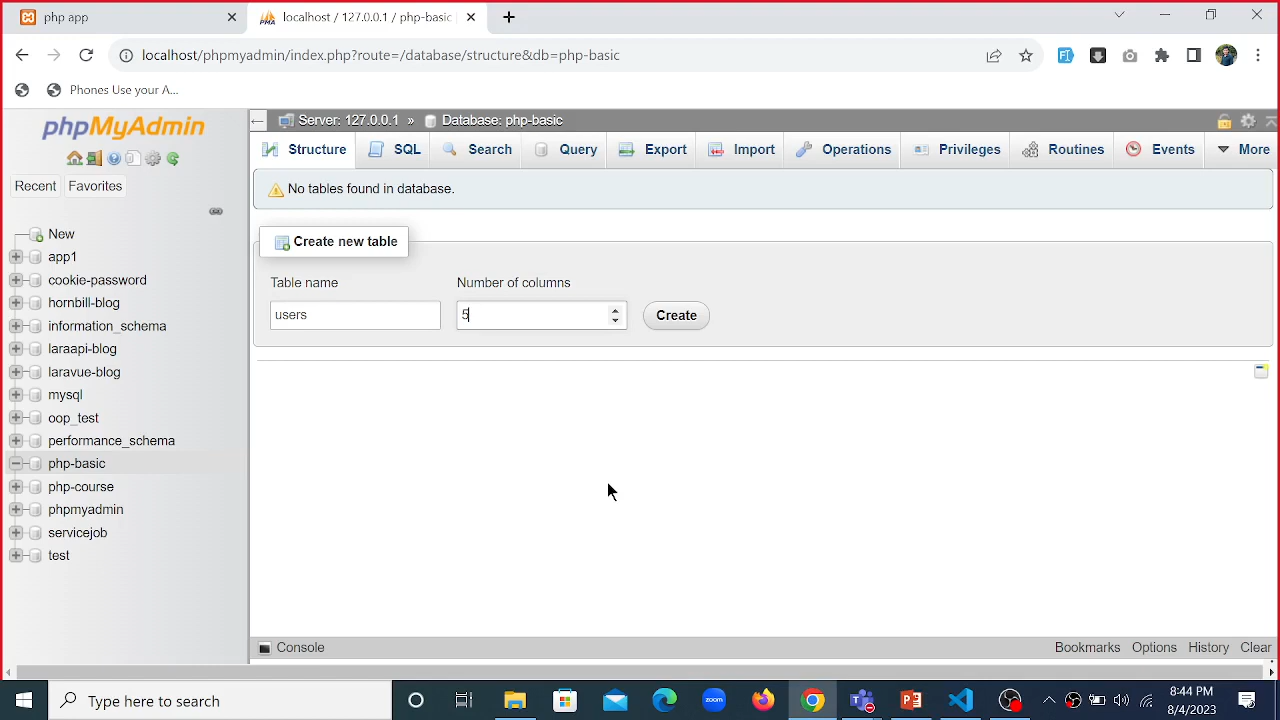 php app
localhost / 127.0.0.1 / php-basic
localhost/phpmyadmin/index.php?route=/database/structure&db=php-basic
Phones Use your A...
phpMyAdmin
Server: 127.0.0.1 » Database: php-basic
Structure SQL Search Query Export Import Operations Privileges Routines Events More
Recent Favorites
No tables found in database.
New
app1
cookie-password
hornbill-blog
information_schema
laraapi-blog
laravue-blog
mysql
oop_test
performance_schema
php-basic
php-course
phpmyadmin
servicejob
test
Create new table
Table name Number of columns
users 5 Create
Console Bookmarks Options History Clear
Type here to search
zoom
8:44 PM
8/4/2023